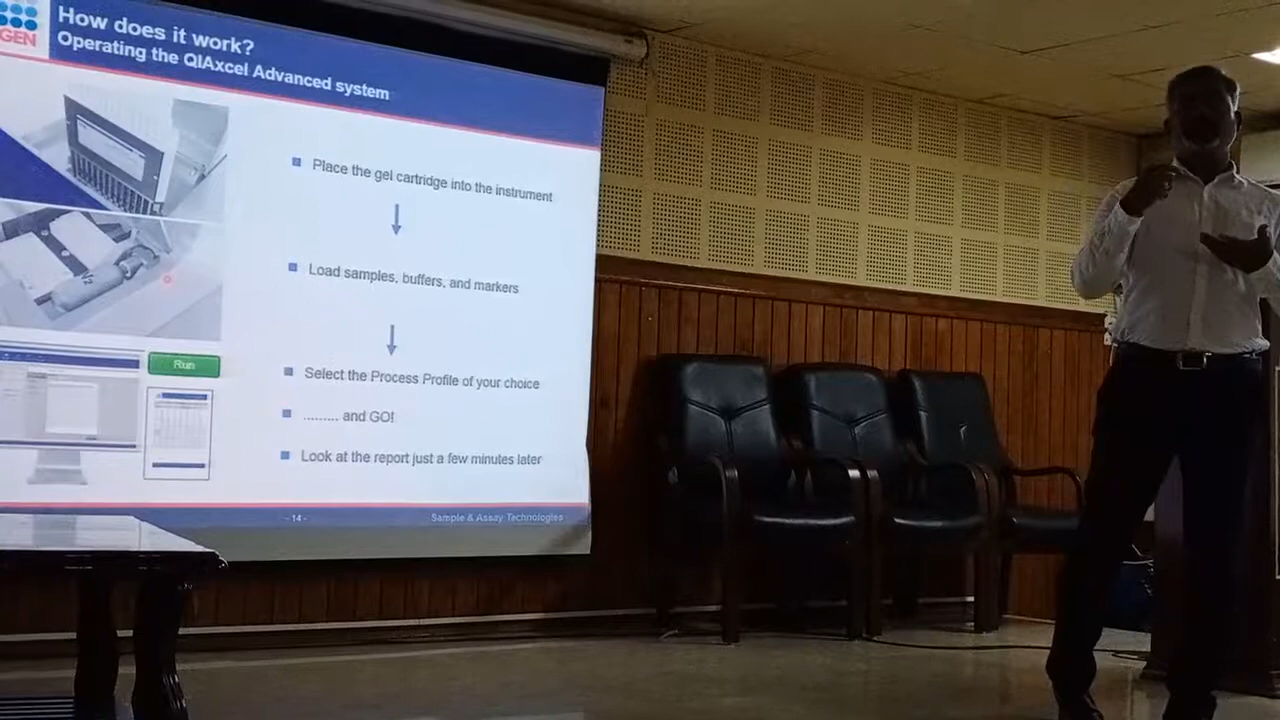 GEN
How does it work?
Operating the QIAxcel Advanced system
Place the gel cartridge into the instrument
Load samples, buffers, and markers
Run
Select the Process Profile of your choice
......... and GO!
Look at the report just a few minutes later
- 14 -
Sample & Assay Technologies